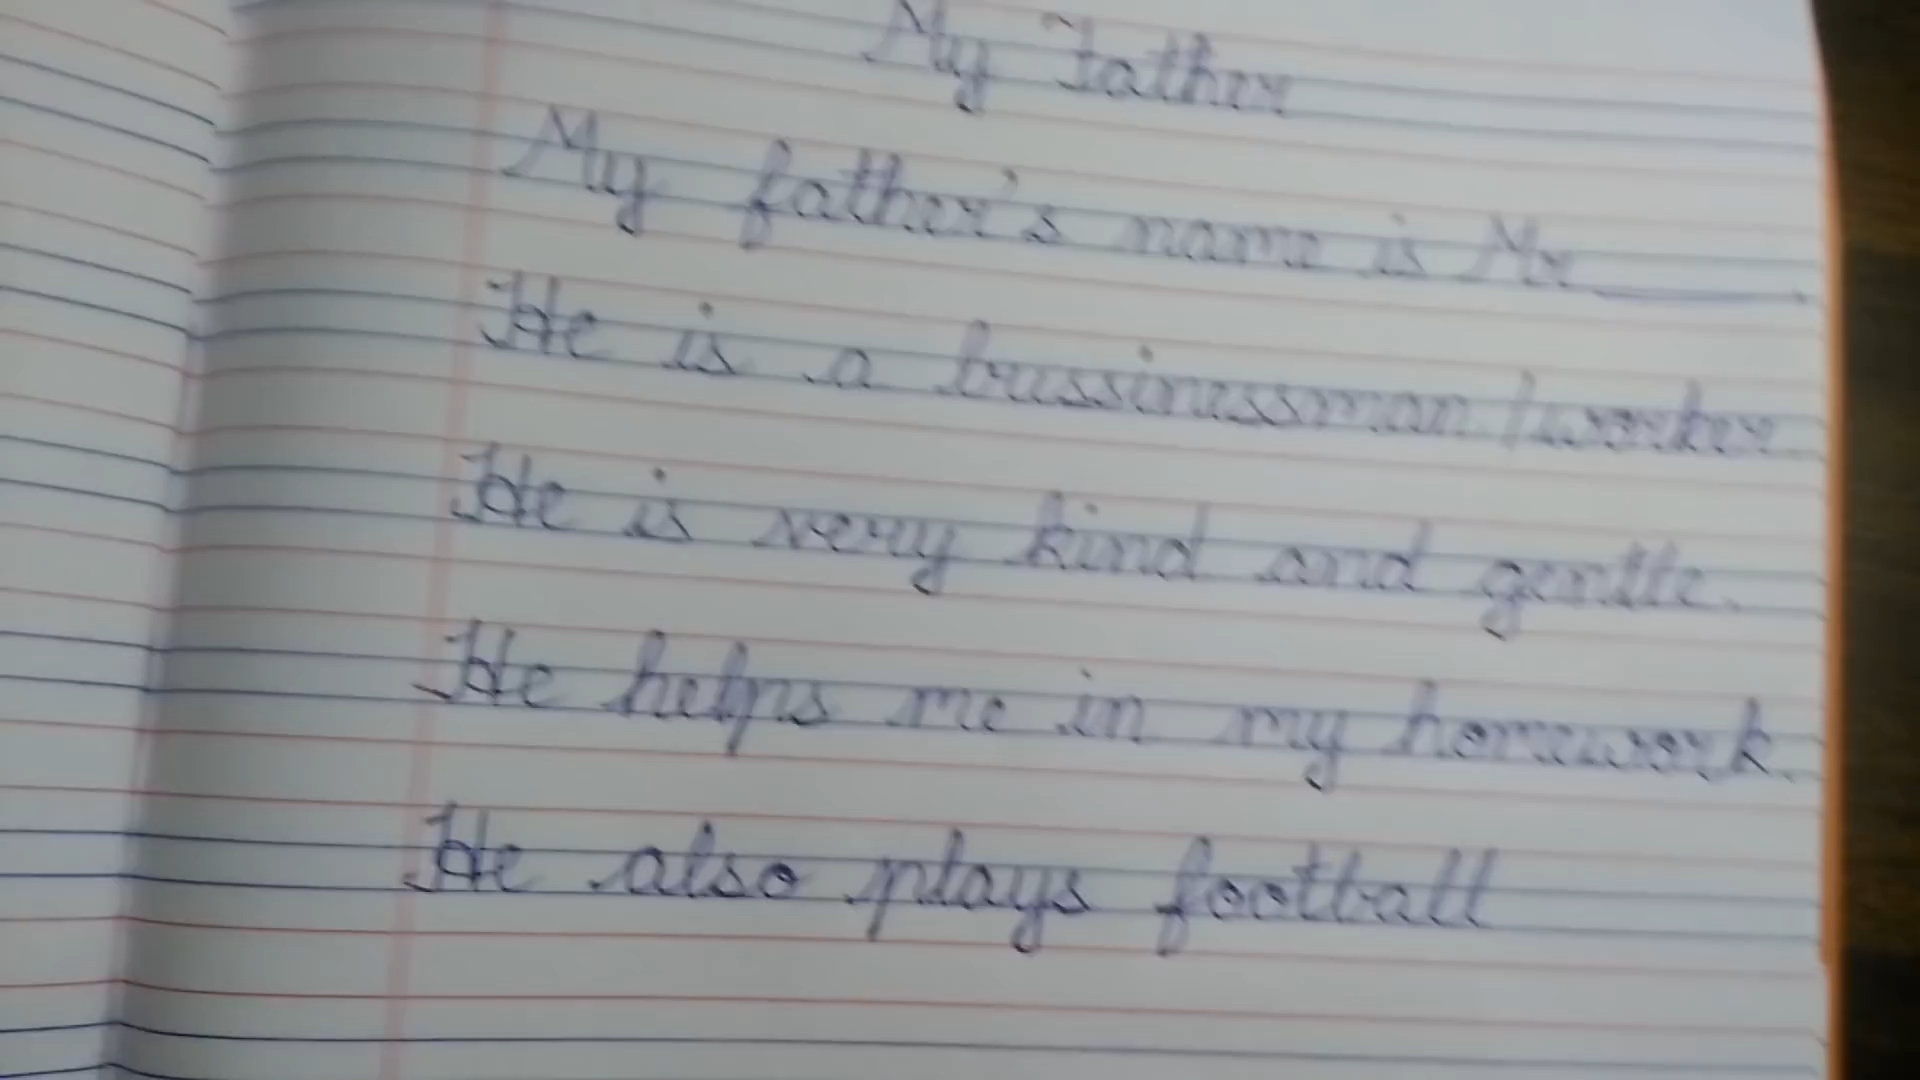 My Father
My father's name is Mr____.
He is a bussinessman/worker.
He is very kind and gentle.
He helps me in my homework.
He also plays football